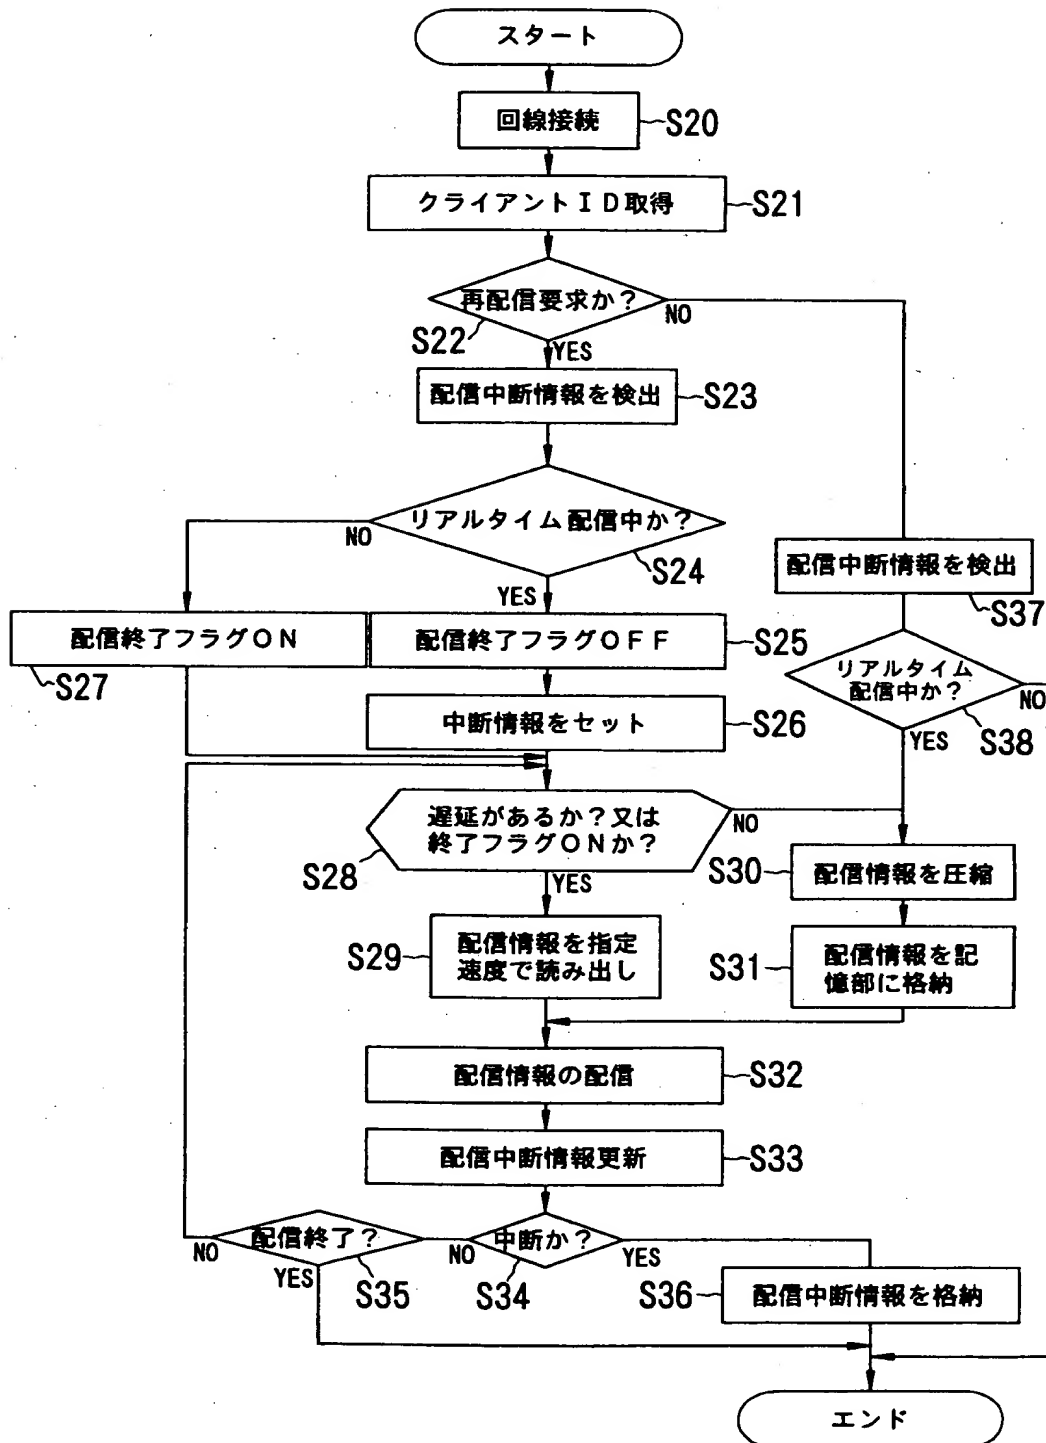 スタート
回線接続
S20
クライアントID取得
S21
再配信要求か?
NO
S22
YES
配信中断情報を検出
S23
リアルタイム配信中か?
NO
S24
YES
配信中断情報を検出
S37
配信終了フラグON
S27
配信終了フラグOFF
S25
リアルタイム
配信中か?
NO
S38
YES
中断情報をセット
S26
遅延があるか?又は
終了フラグONか?
NO
S28
YES
S30
配信情報を圧縮
S29
配信情報を指定
速度で読み出し
S31
配信情報を記
憶部に格納
配信情報の配信
S32
配信中断情報更新
S33
配信終了?
NO
YES
S35
中断か?
NO
YES
S34
S36
配信中断情報を格納
エンド